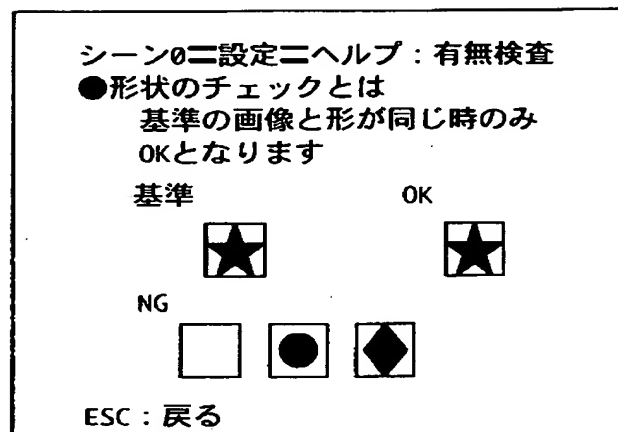 シーン0＝設定＝ヘルプ：有無検査
●形状のチェックとは
基準の画像と形が同じ時のみ
OKとなります
基準 OK
NG
ESC：戻る